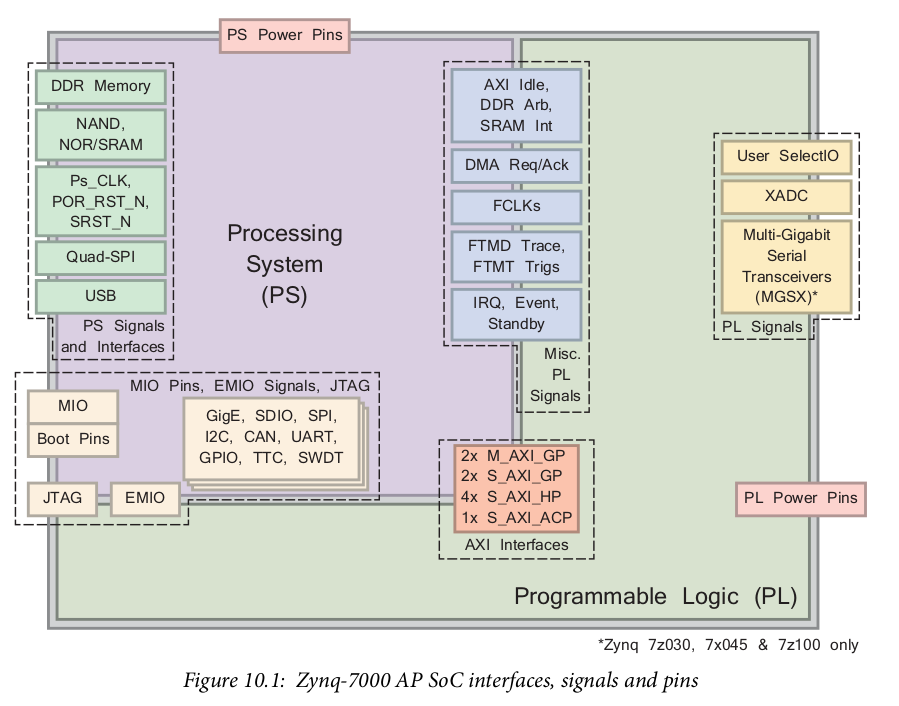 PS Power Pins
DDR Memory
NAND,
NOR/SRAM
Ps_CLK,
POR_RST_N,
SRST_N
Quad-SPI
USB
PS Signals
and Interfaces
Processing
System
(PS)
AXI Idle,
DDR Arb,
SRAM Int
DMA Req/Ack
FCLKs
FTMD Trace,
FTMT Trigs
IRQ, Event,
Standby
Misc.
PL
Signals
User SelectIO
XADC
Multi-Gigabit
Serial
Transceivers
(MGSX)*
PL Signals
MIO Pins, EMIO Signals, JTAG
MIO
Boot Pins
GigE, SDIO, SPI,
I2C, CAN, UART,
GPIO, TTC, SWDT
JTAG
EMIO
2x M_AXI_GP
2x S_AXI_GP
4x S_AXI_HP
1x S_AXI_ACP
AXI Interfaces
PL Power Pins
Programmable Logic (PL)
*Zynq 7z030, 7x045 & 7z100 only
Figure 10.1: Zynq-7000 AP SoC interfaces, signals and pins